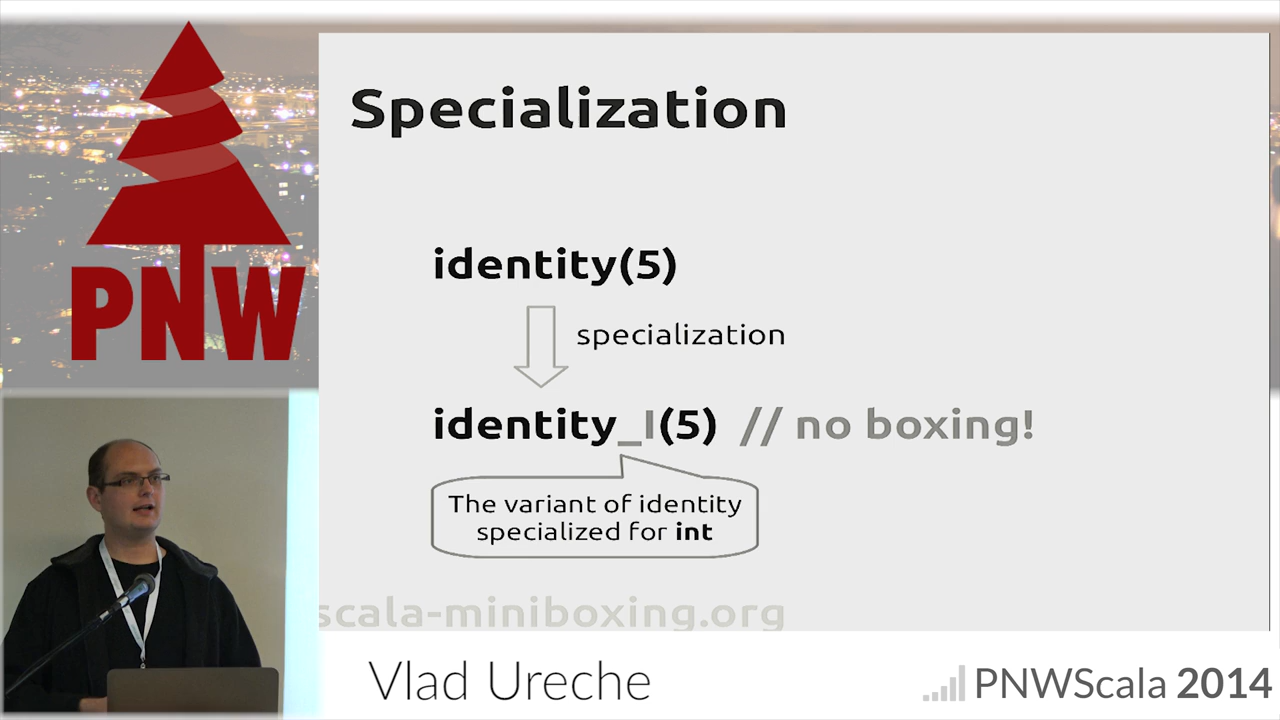 PNW
Specialization
identity(5)
specialization
identity_I(5) // no boxing!
The variant of identity
specialized for int
scala-miniboxing.org
Vlad Ureche
PNWScala 2014